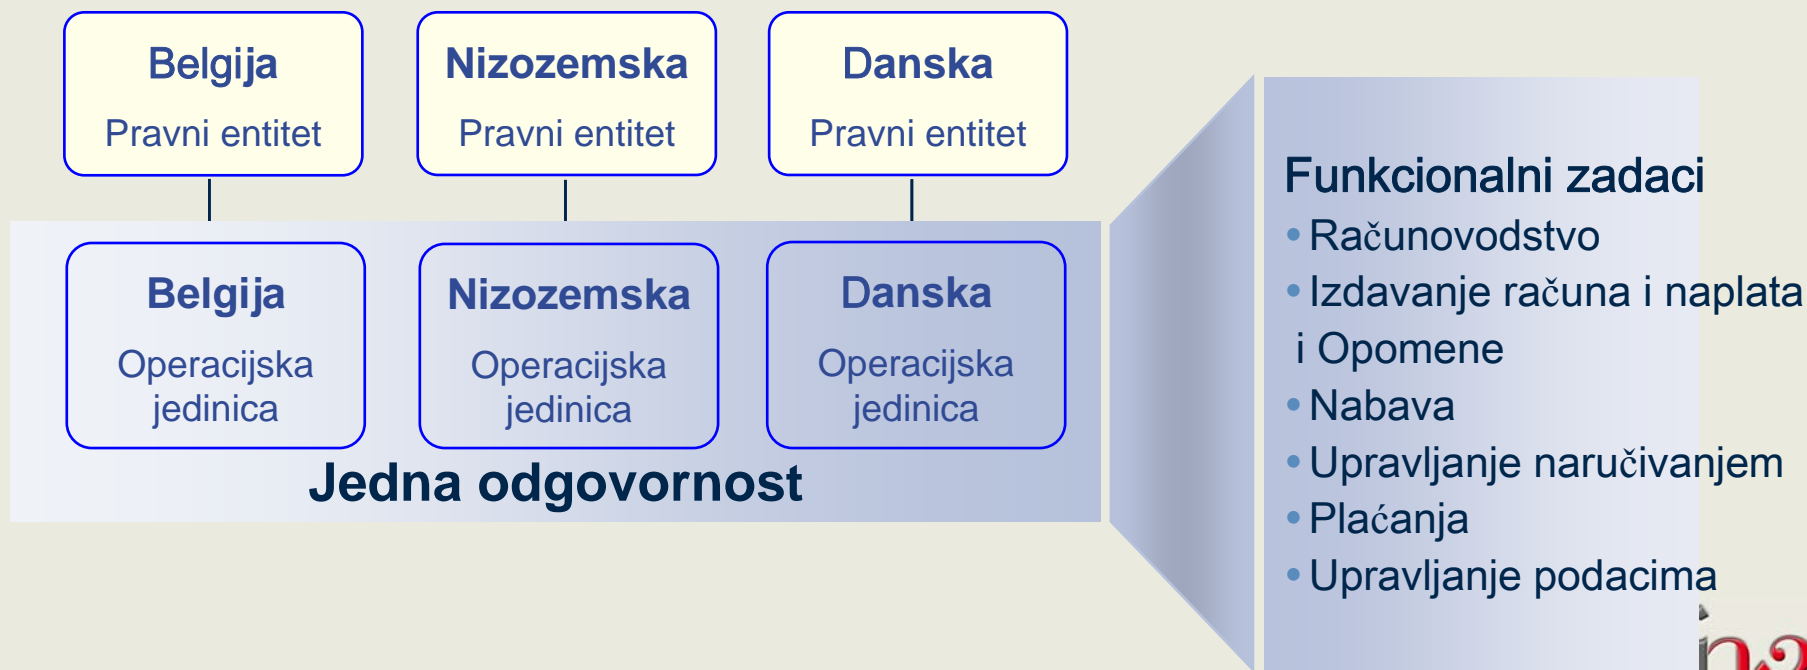 Belgija
Pravni entitet
Nizozemska
Pravni entitet
Danska
Pravni entitet
Belgija
Operacijska
jedinica
Nizozemska
Operacijska
jedinica
Danska
Operacijska
jedinica
Jedna odgovornost
Funkcionalni zadaci
• Računovodstvo
• Izdavanje računa i naplata
i Opomene
• Nabava
• Upravljanje naručivanjem
• Plaćanja
• Upravljanje podacima